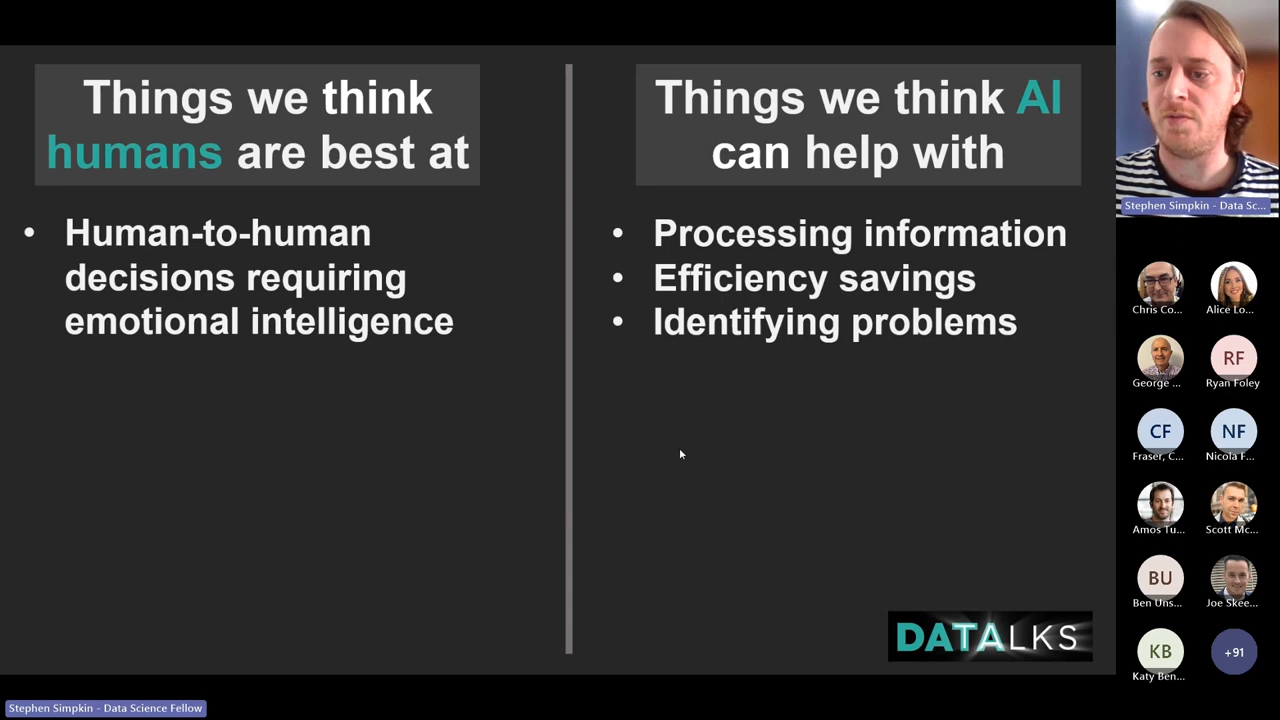 Things we think
humans are best at
• Human-to-human
decisions requiring
emotional intelligence
Things we think AI
can help with
• Processing information
• Efficiency savings
• Identifying problems
DATALKS
Stephen Simpkin - Data Sc...
Chris Co...
Alice Lo...
George ...
RF
Ryan Foley
CF
Fraser, C...
NF
Nicola F...
Amos Tu...
Scott Mc...
BU
Ben Uns...
Joe Skee...
KB
Katy Ben...
+91
Stephen Simpkin - Data Science Fellow